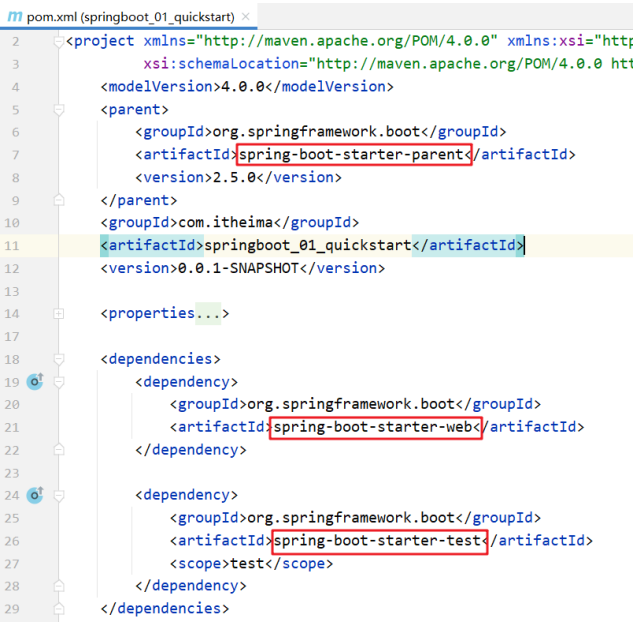 pom.xml (springboot_01_quickstart) ×
2 <project xmlns="http://maven.apache.org/POM/4.0.0" xmlns:xsi="http
3 xsi:schemaLocation="http://maven.apache.org/POM/4.0.0 htt
4 <modelVersion>4.0.0</modelVersion>
5 <parent>
6 <groupId>org.springframework.boot</groupId>
7 <artifactId>spring-boot-starter-parent</artifactId>
8 <version>2.5.0</version>
9 </parent>
10 <groupId>com.itheima</groupId>
11 <artifactId>springboot_01_quickstart</artifactId>
12 <version>0.0.1-SNAPSHOT</version>
13
14 <properties...>
17
18 <dependencies>
19 <dependency>
20 <groupId>org.springframework.boot</groupId>
21 <artifactId>spring-boot-starter-web</artifactId>
22 </dependency>
23
24 <dependency>
25 <groupId>org.springframework.boot</groupId>
26 <artifactId>spring-boot-starter-test</artifactId>
27 <scope>test</scope>
28 </dependency>
29 </dependencies>